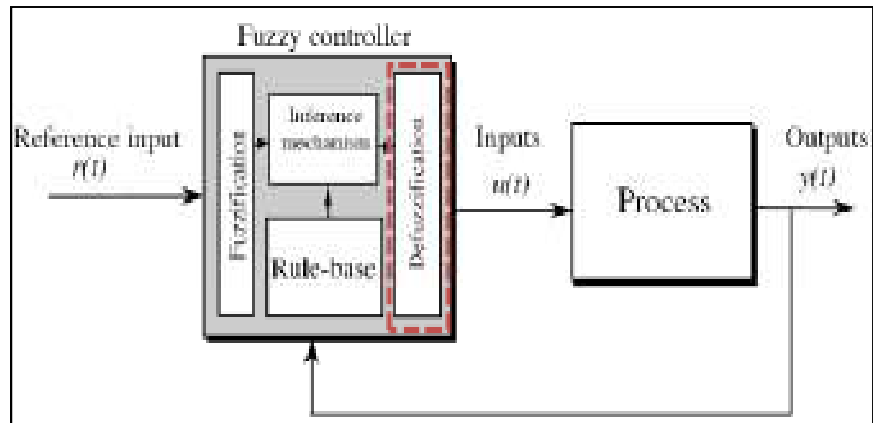 Fuzzy controller
Reference input
r(t)
Fuzzification
Inference
mechanism
Rule-base
Defuzzification
Inputs
u(t)
Process
Outputs
y(t)